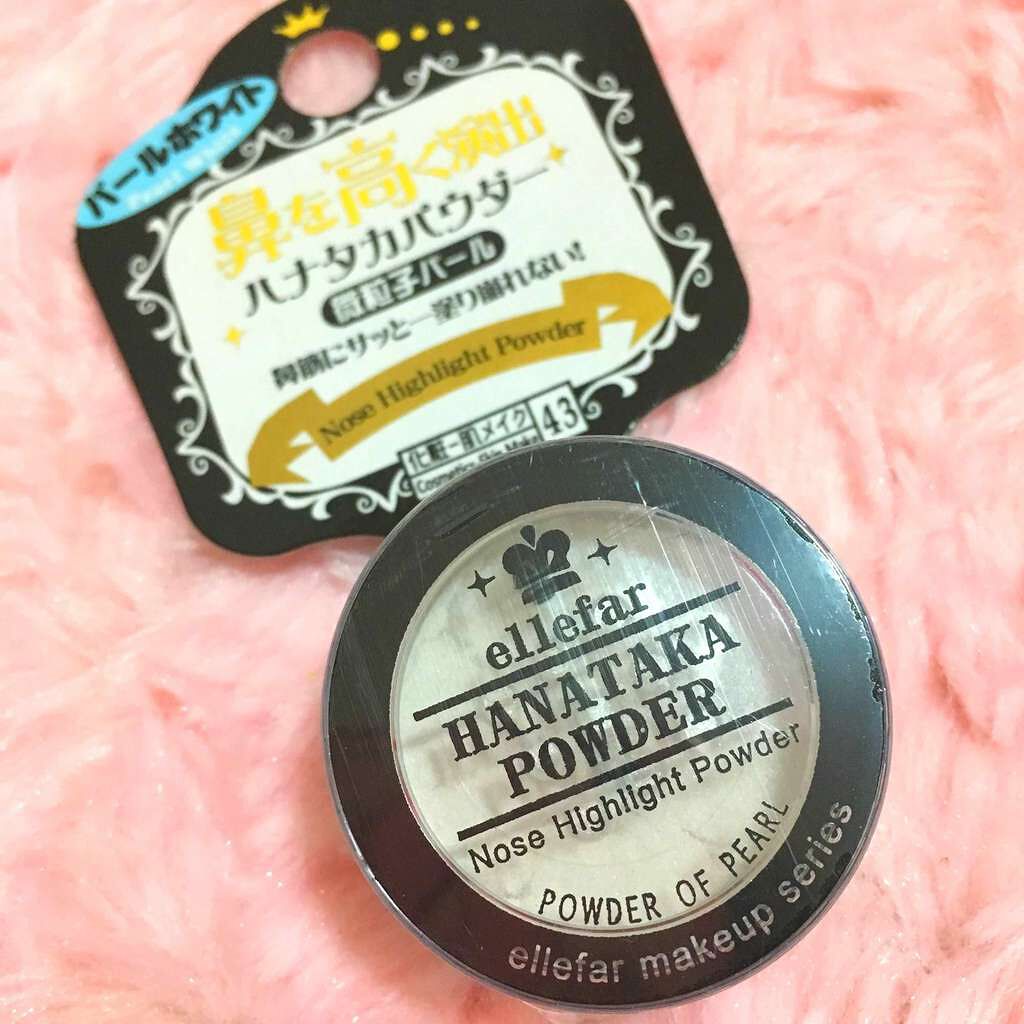 パールホワイト
Pearl White
鼻を高く演出
ハナタカパウダー
微粒子パール
鼻筋にサッと一塗り崩れない!
Nose Highlight Powder
化粧-肌メイク 43
Cosmetics Skin Make
ellefar
HANATAKA
POWDER
Nose Highlight Powder
POWDER OF PEARL
ellefar makeup series